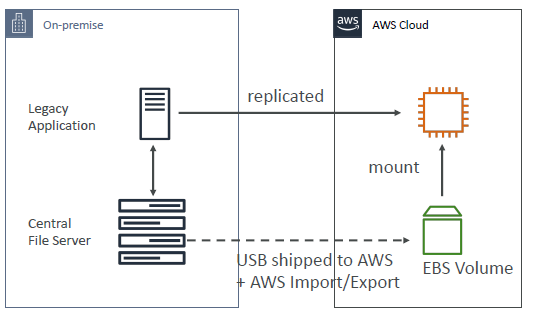 On-premise
aws
AWS Cloud
Legacy
Application
replicated
mount
Central
File Server
USB shipped to AWS
+ AWS Import/Export
EBS Volume